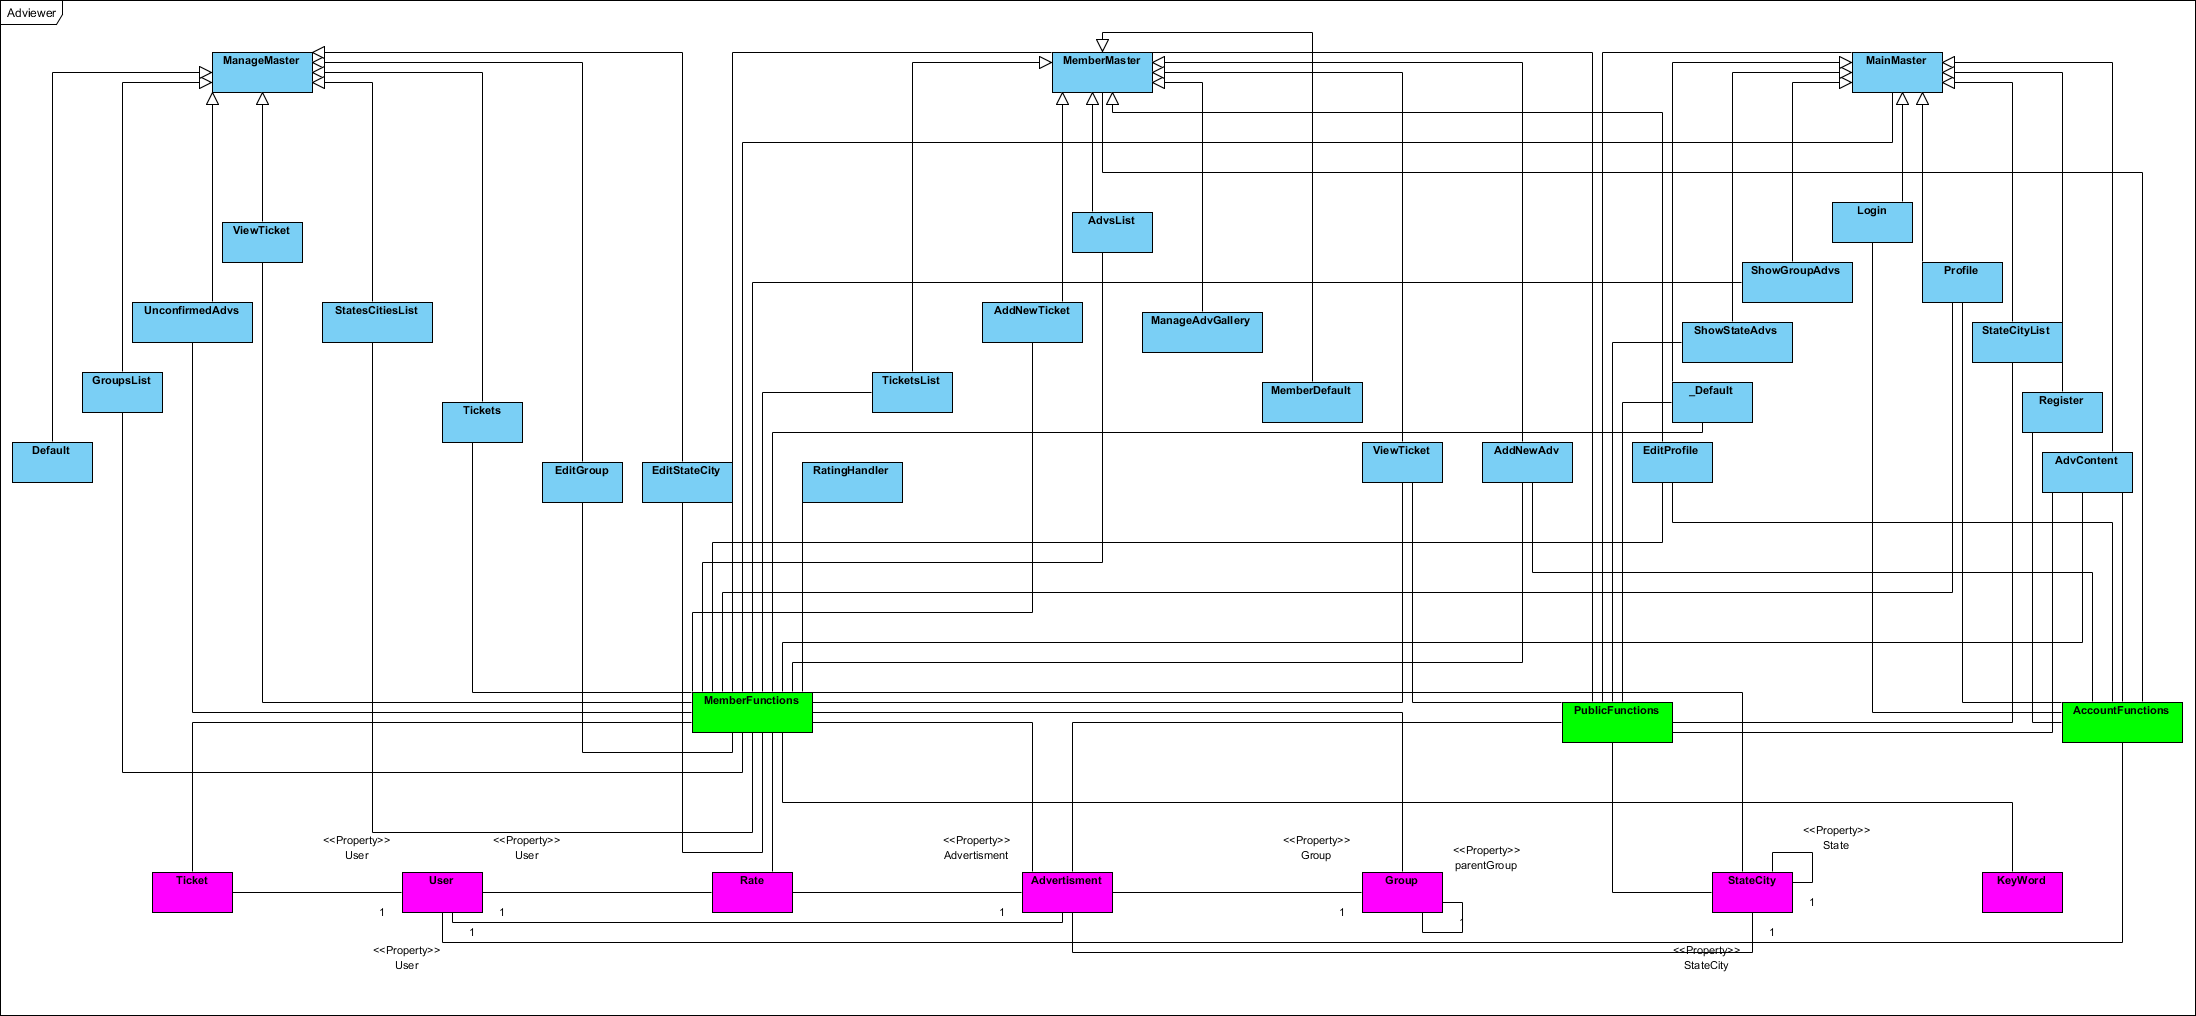 Adviewer
ManageMaster
MemberMaster
MainMaster
Login
AdvsList
ViewTicket
ShowGroupAdvs
Profile
UnconfirmedAdvs
StatesCitiesList
AddNewTicket
ManageAdvGallery
ShowStateAdvs
StateCityList
GroupsList
TicketsList
MemberDefault
_Default
Register
Tickets
Default
ViewTicket
AddNewAdv
EditProfile
AdvContent
EditGroup
EditStateCity
RatingHandler
MemberFunctions
PublicFunctions
AccountFunctions
<<Property>>
State
<<Property>>
User
<<Property>>
User
<<Property>>
Advertisment
<<Property>>
Group
<<Property>>
parentGroup
Ticket
User
Rate
Advertisment
Group
StateCity
KeyWord
1
1
1
1
1
1
1
<<Property>>
User
<<Property>>
StateCity